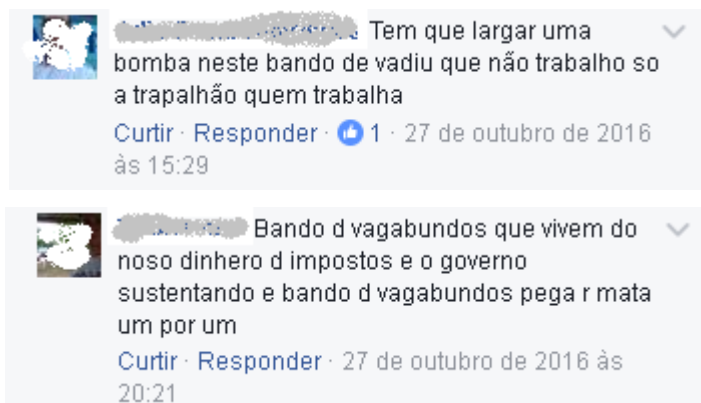 Tem que largar uma
bomba neste bando de vadiu que não trabalho so
a trapalhão quem trabalha
Curtir · Responder · 1 · 27 de outubro de 2016
às 15:29
Bando d vagabundos que vivem do
noso dinhero d impostos e o governo
sustentando e bando d vagabundos pega r mata
um por um
Curtir · Responder · 27 de outubro de 2016 às
20:21